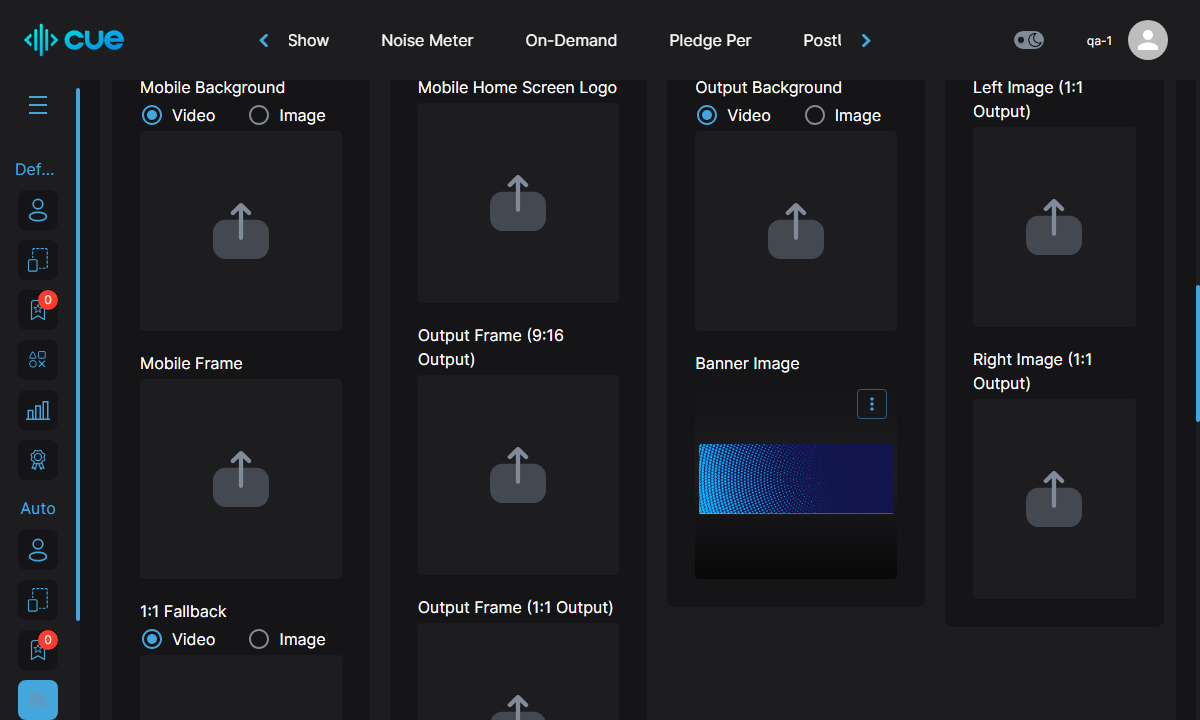 cue
Show
Noise Meter
On-Demand
Pledge Per
qa-1
Def...
0
Auto
0
Mobile Background
Video
Image
Mobile Frame
1:1 Fallback
Video
Image
Mobile Home Screen Logo
Output Frame (9:16
Output)
Output Frame (1:1 Output)
Output Background
Video
Image
Banner Image
Left Image (1:1
Output)
Right Image (1:1
Output)